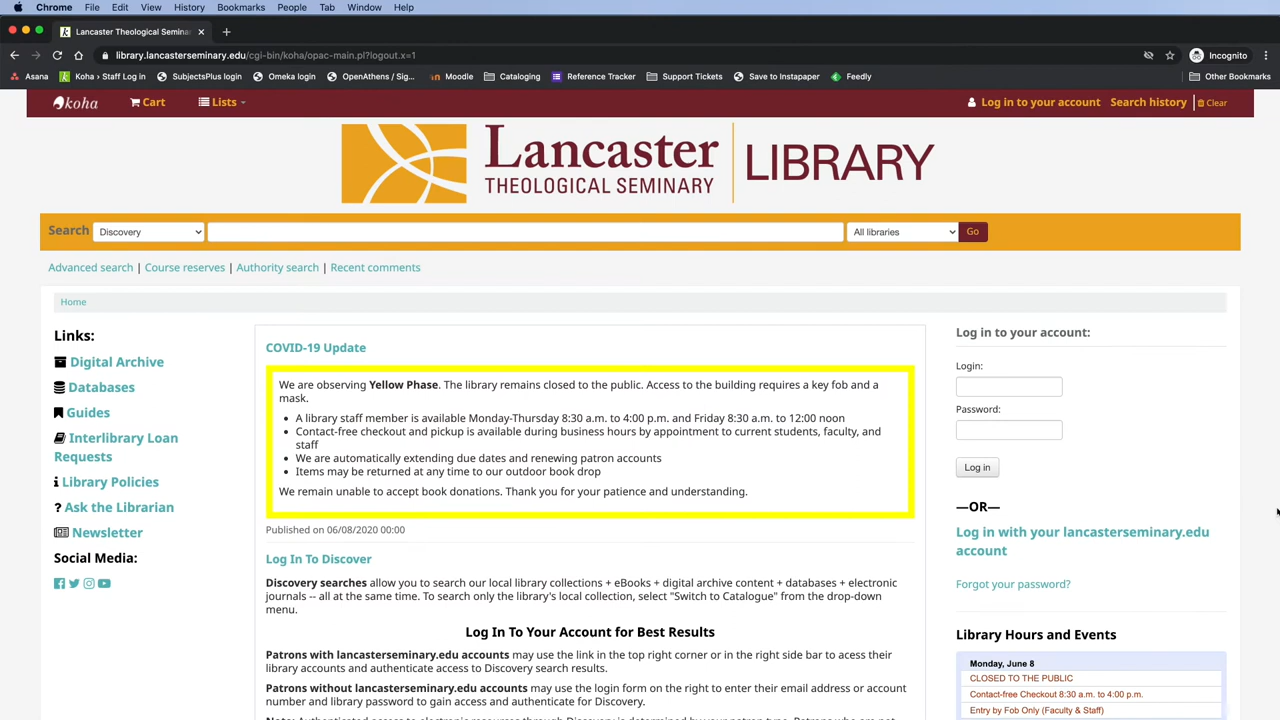 Chrome File Edit View History Bookmarks People Tab Window Help
Lancaster Theological Semina
library.lancasterseminary.edu/cgi-bin/koha/opac-main.pl?logout.x=1 Incognito
Asana Koha › Staff Log in SubjectsPlus login Omeka login OpenAthens / Sig... Moodle Cataloging Reference Tracker Support Tickets Save to Instapaper Feedly Other Bookmarks
koha Cart Lists Log in to your account Search history Clear
Lancaster
THEOLOGICAL SEMINARY
LIBRARY
Search Discovery All libraries Go
Advanced search | Course reserves | Authority search | Recent comments
Home
Links:
Digital Archive
Databases
Guides
Interlibrary Loan
Requests
Library Policies
Ask the Librarian
Newsletter
Social Media:
COVID-19 Update
We are observing Yellow Phase. The library remains closed to the public. Access to the building requires a key fob and a
mask.
• A library staff member is available Monday-Thursday 8:30 a.m. to 4:00 p.m. and Friday 8:30 a.m. to 12:00 noon
• Contact-free checkout and pickup is available during business hours by appointment to current students, faculty, and
staff
• We are automatically extending due dates and renewing patron accounts
• Items may be returned at any time to our outdoor book drop
We remain unable to accept book donations. Thank you for your patience and understanding.
Published on 06/08/2020 00:00
Log In To Discover
Discovery searches allow you to search our local library collections + eBooks + digital archive content + databases + electronic
journals -- all at the same time. To search only the library's local collection, select "Switch to Catalogue" from the drop-down
menu.
Log In To Your Account for Best Results
Patrons with lancasterseminary.edu accounts may use the link in the top right corner or in the right side bar to acess their
library accounts and authenticate access to Discovery search results.
Patrons without lancasterseminary.edu accounts may use the login form on the right to enter their email address or account
number and library password to gain access and authenticate for Discovery.
Log in to your account:
Login:
Password:
Log in
—OR—
Log in with your lancasterseminary.edu
account
Forgot your password?
Library Hours and Events
Monday, June 8
CLOSED TO THE PUBLIC
Contact-free Checkout 8:30 a.m. to 4:00 p.m.
Entry by Fob Only (Faculty & Staff)